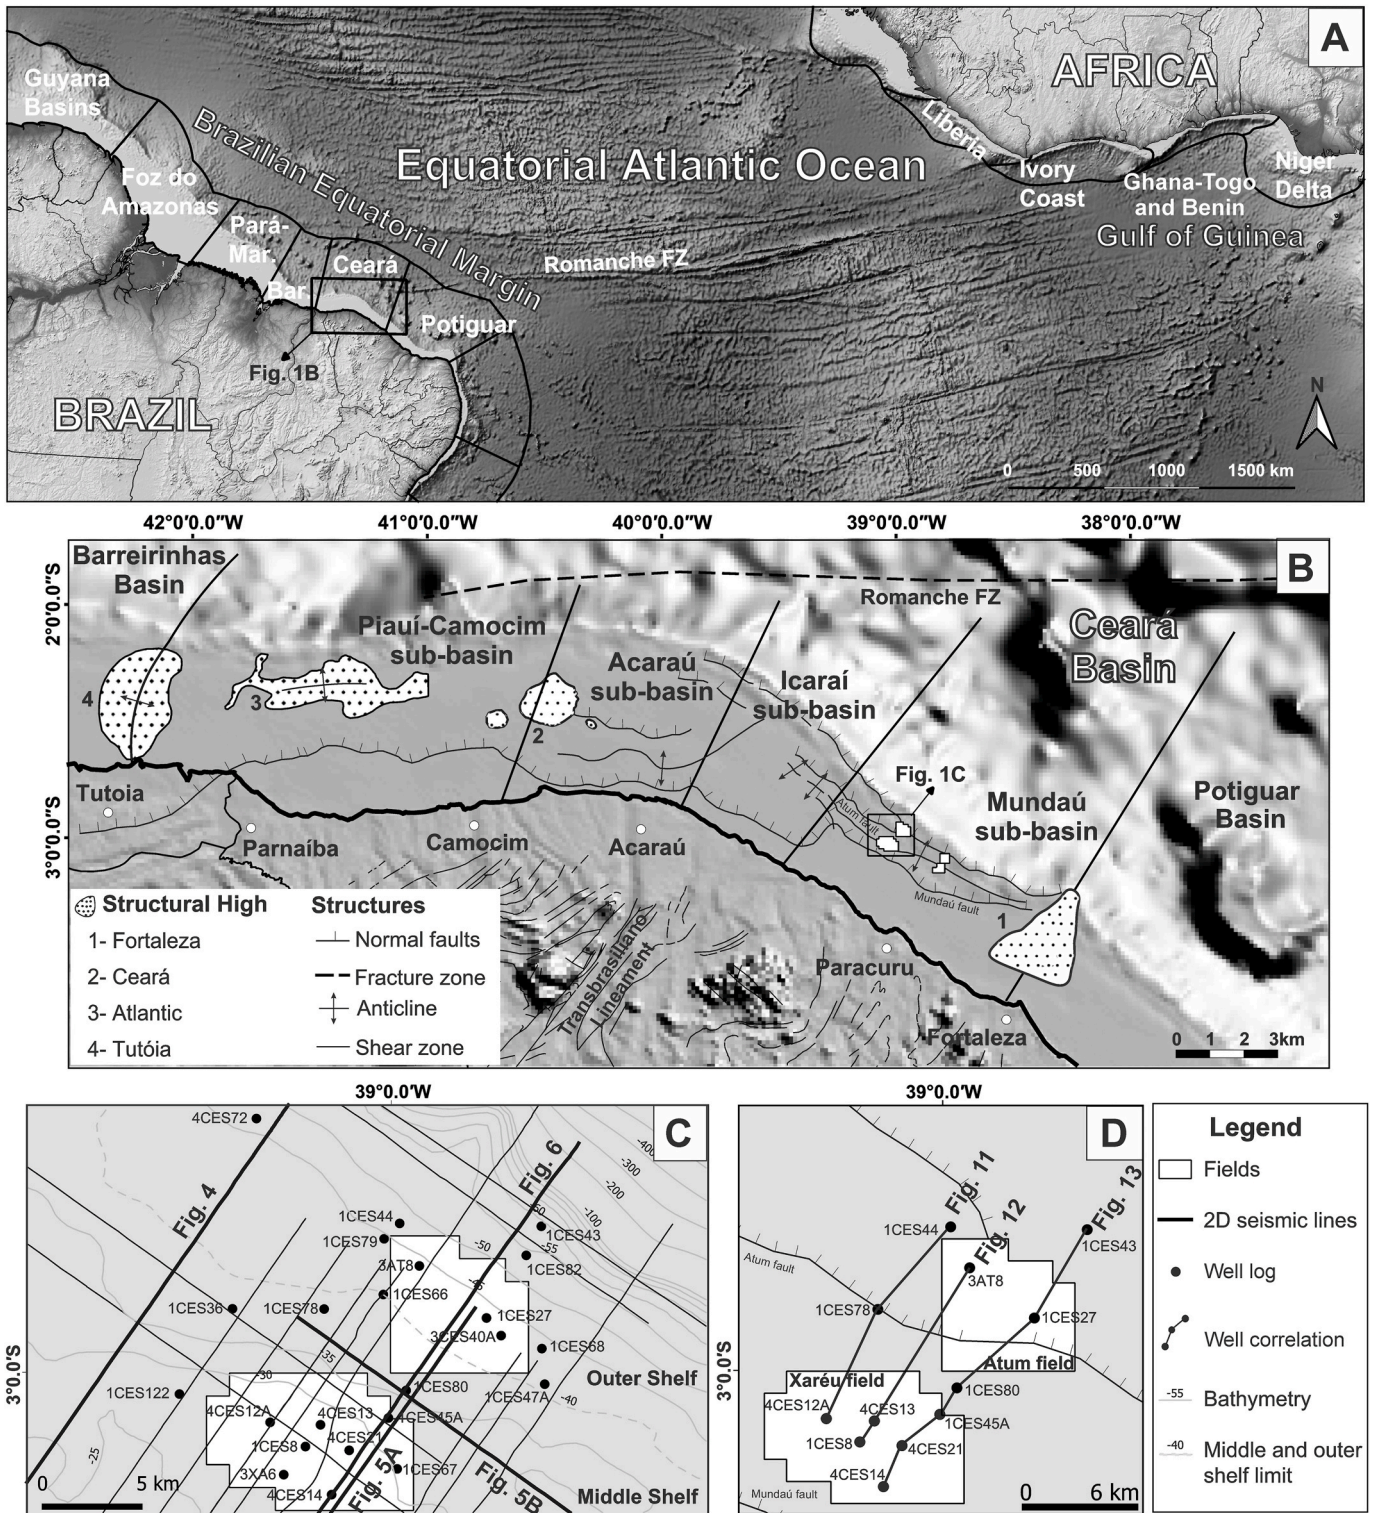 A
Guyana
Basins
AFRICA
Brazilian Equatorial Margin
Equatorial Atlantic Ocean
Liberia
Ivory
Coast
Niger
Delta
Ghana-Togo
and Benin
Gulf of Guinea
Foz do
Amazonas
Pará-
Mar.
Bar.
Ceará
Romanche FZ
Potiguar
Fig. 1B
BRAZIL
N
0 500 1000 1500 km
42°0'0.0"W 41°0'0.0"W 40°0'0.0"W 39°0'0.0"W 38°0'0.0"W
2°0'0.0"S
3°0'0.0"S
B
Barreirinhas
Basin
Piauí-Camocim
sub-basin
Acaraú
sub-basin
Icaraí
sub-basin
Romanche FZ
Ceará
Basin
4
3
2
1
Fig. 1C
Mundaú
sub-basin
Potiguar
Basin
Atum fault
Mundaú fault
Tutoia
Parnaíba
Camocim
Acaraú
Paracuru
Fortaleza
Transbrasiliano
Lineament
Structural High
1- Fortaleza
2- Ceará
3- Atlantic
4- Tutóia
Structures
Normal faults
Fracture zone
Anticline
Shear zone
0 1 2 3km
39°0.0'W
3°0.0'S
C
4CES72
Fig. 4
Fig. 6
-400
-300
-200
-100
-60
-55
-50
-45
1CES44
1CES79
1CES43
3AT8
1CES82
1CES66
1CES36
1CES78
1CES27
3CES40A
1CES68
35
-30
1CES122
1CES80
1CES47A
-40
Outer Shelf
4CES12A
4CES13
4CES45A
1CES8
4CES21
-25
3XA6
1CES67
4CES14
Fig. 5A
Fig. 5B
Middle Shelf
0 5 km
39°0.0'W
3°0.0'S
D
Fig. 11
Fig. 12
Fig. 13
1CES44
1CES43
Atum fault
3AT8
1CES78
1CES27
Atum field
Xaréu field
1CES80
4CES12A
4CES13
1CES45A
1CES8
4CES21
4CES14
Mundaú fault
0 6 km
Legend
Fields
2D seismic lines
Well log
Well correlation
-55
Bathymetry
-40
Middle and outer
shelf limit